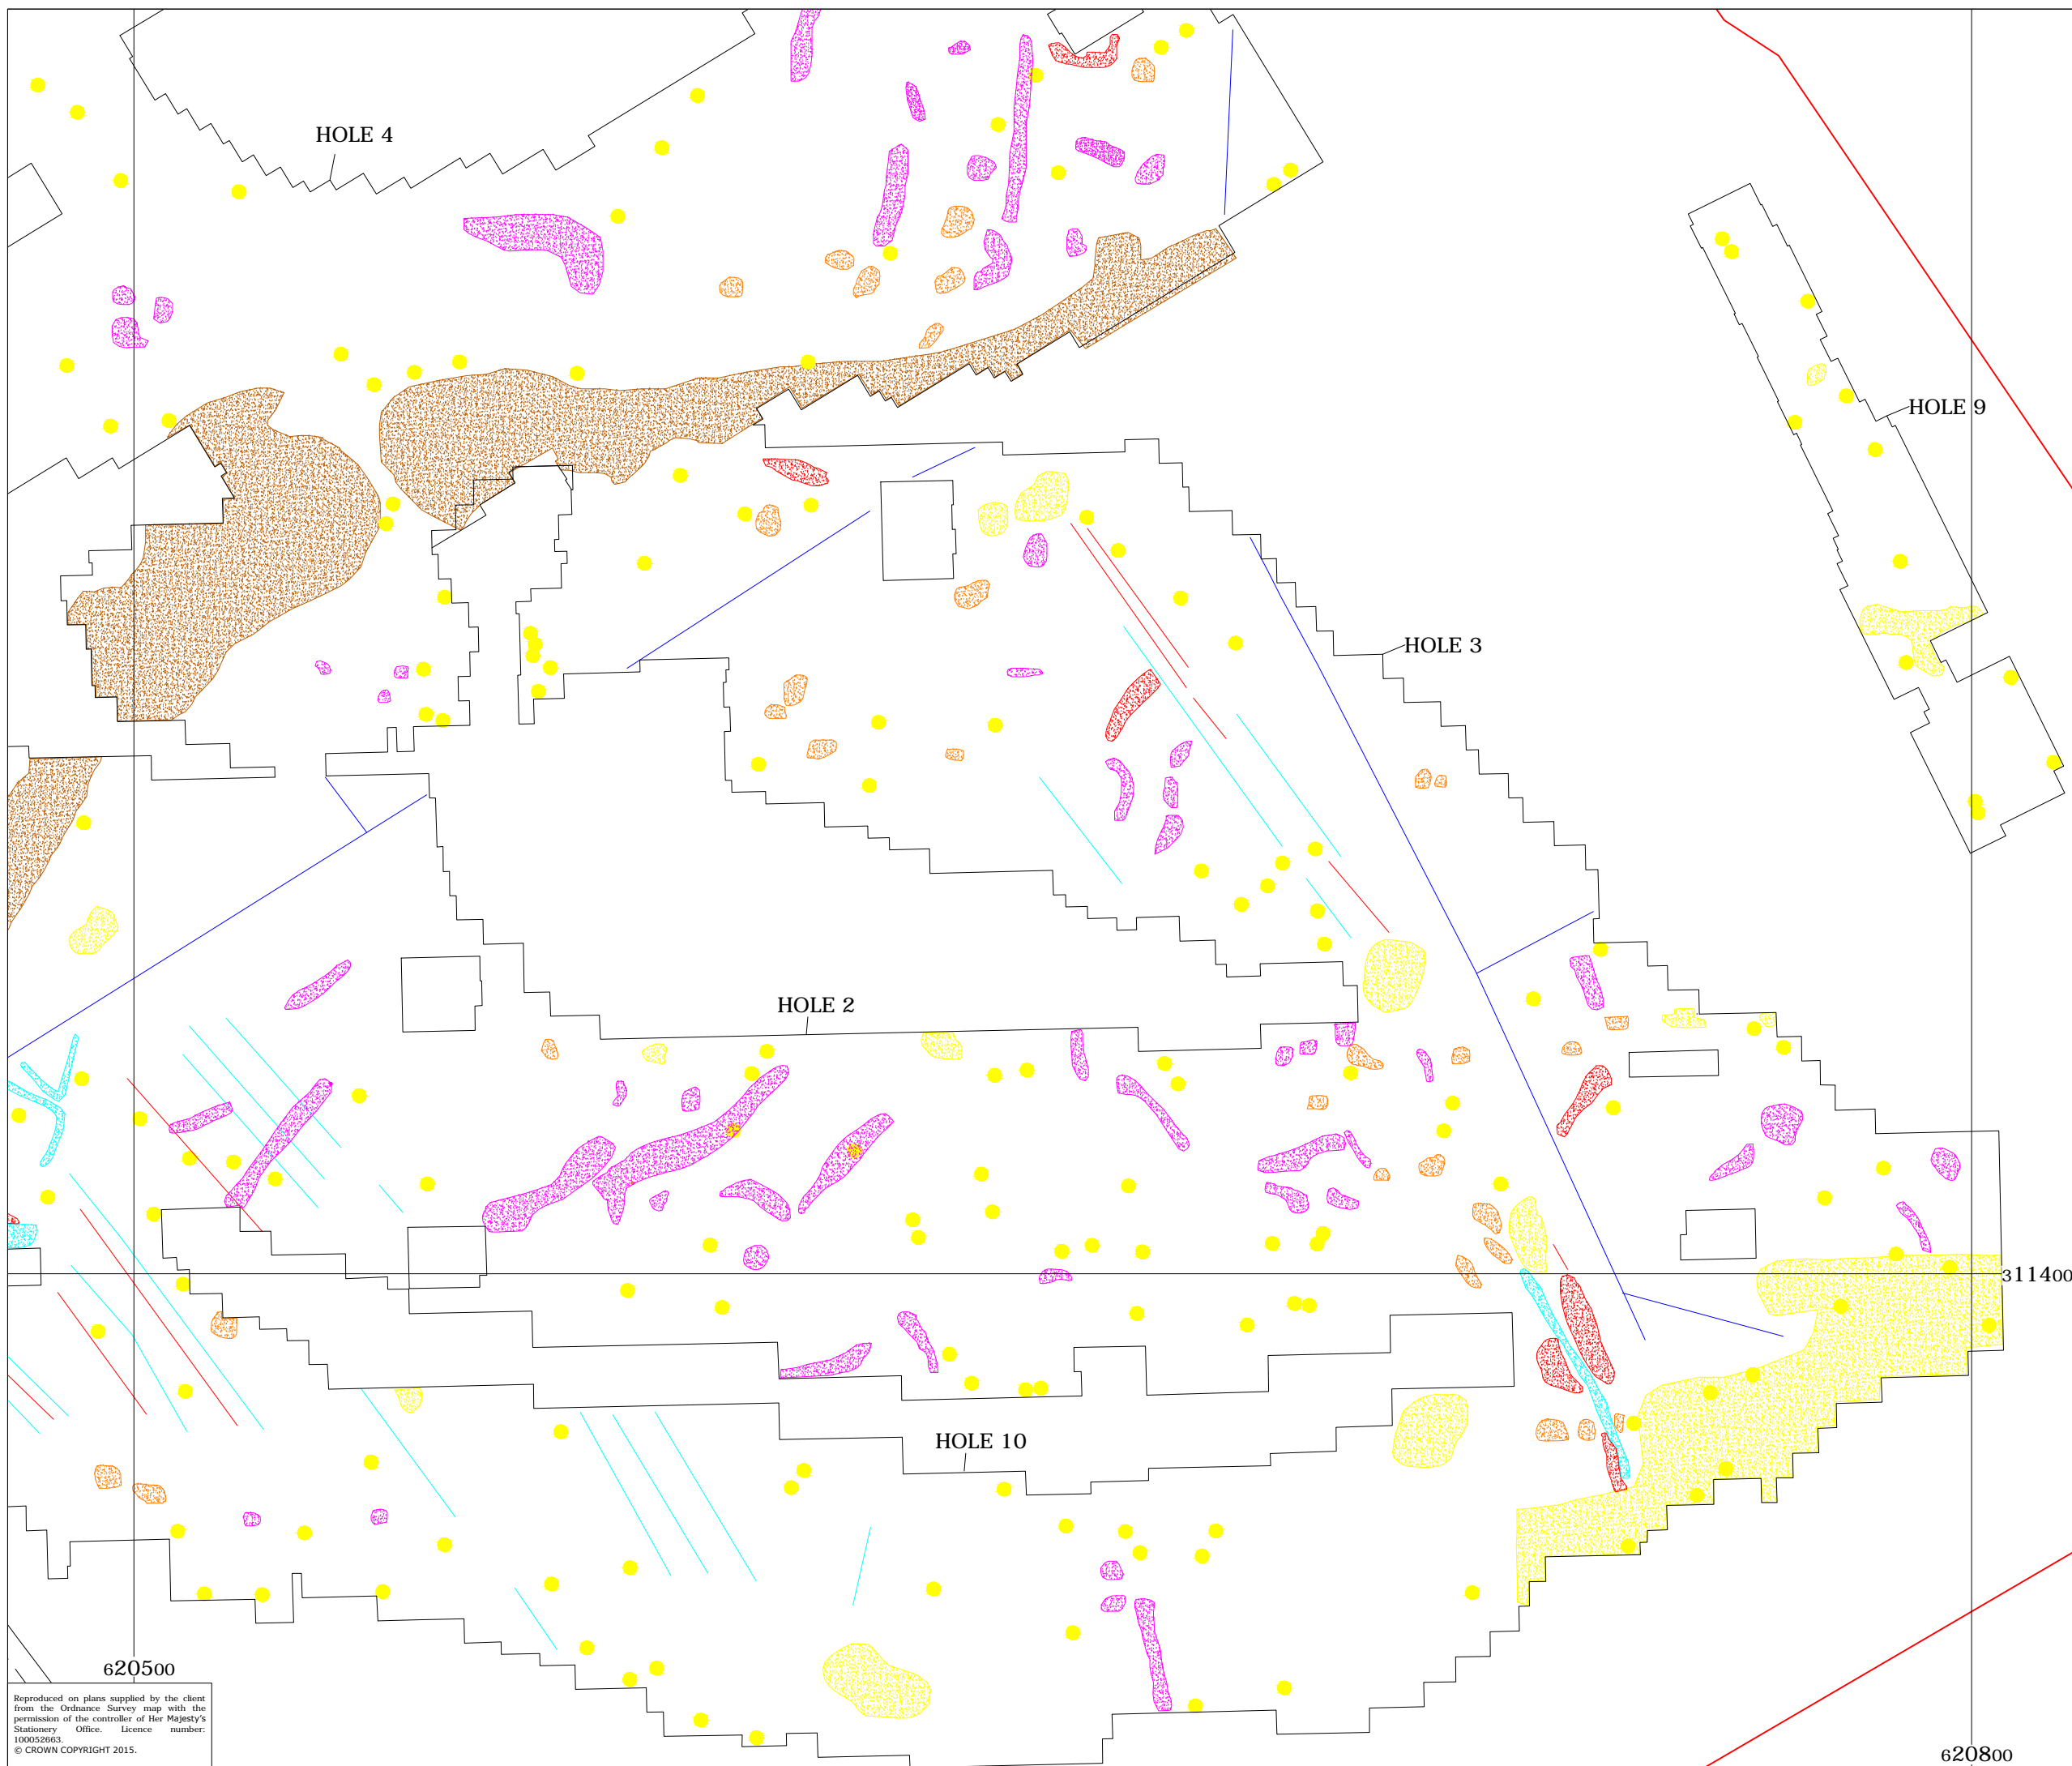 HOLE 4
HOLE 9
HOLE 3
HOLE 2
311400
HOLE 10
620500
Reproduced on plans supplied by the client
from the Ordnance Survey map with the
permission of the controller of Her Majesty's
Stationery Office. Licence number:
100052663.
© CROWN COPYRIGHT 2015.
620800